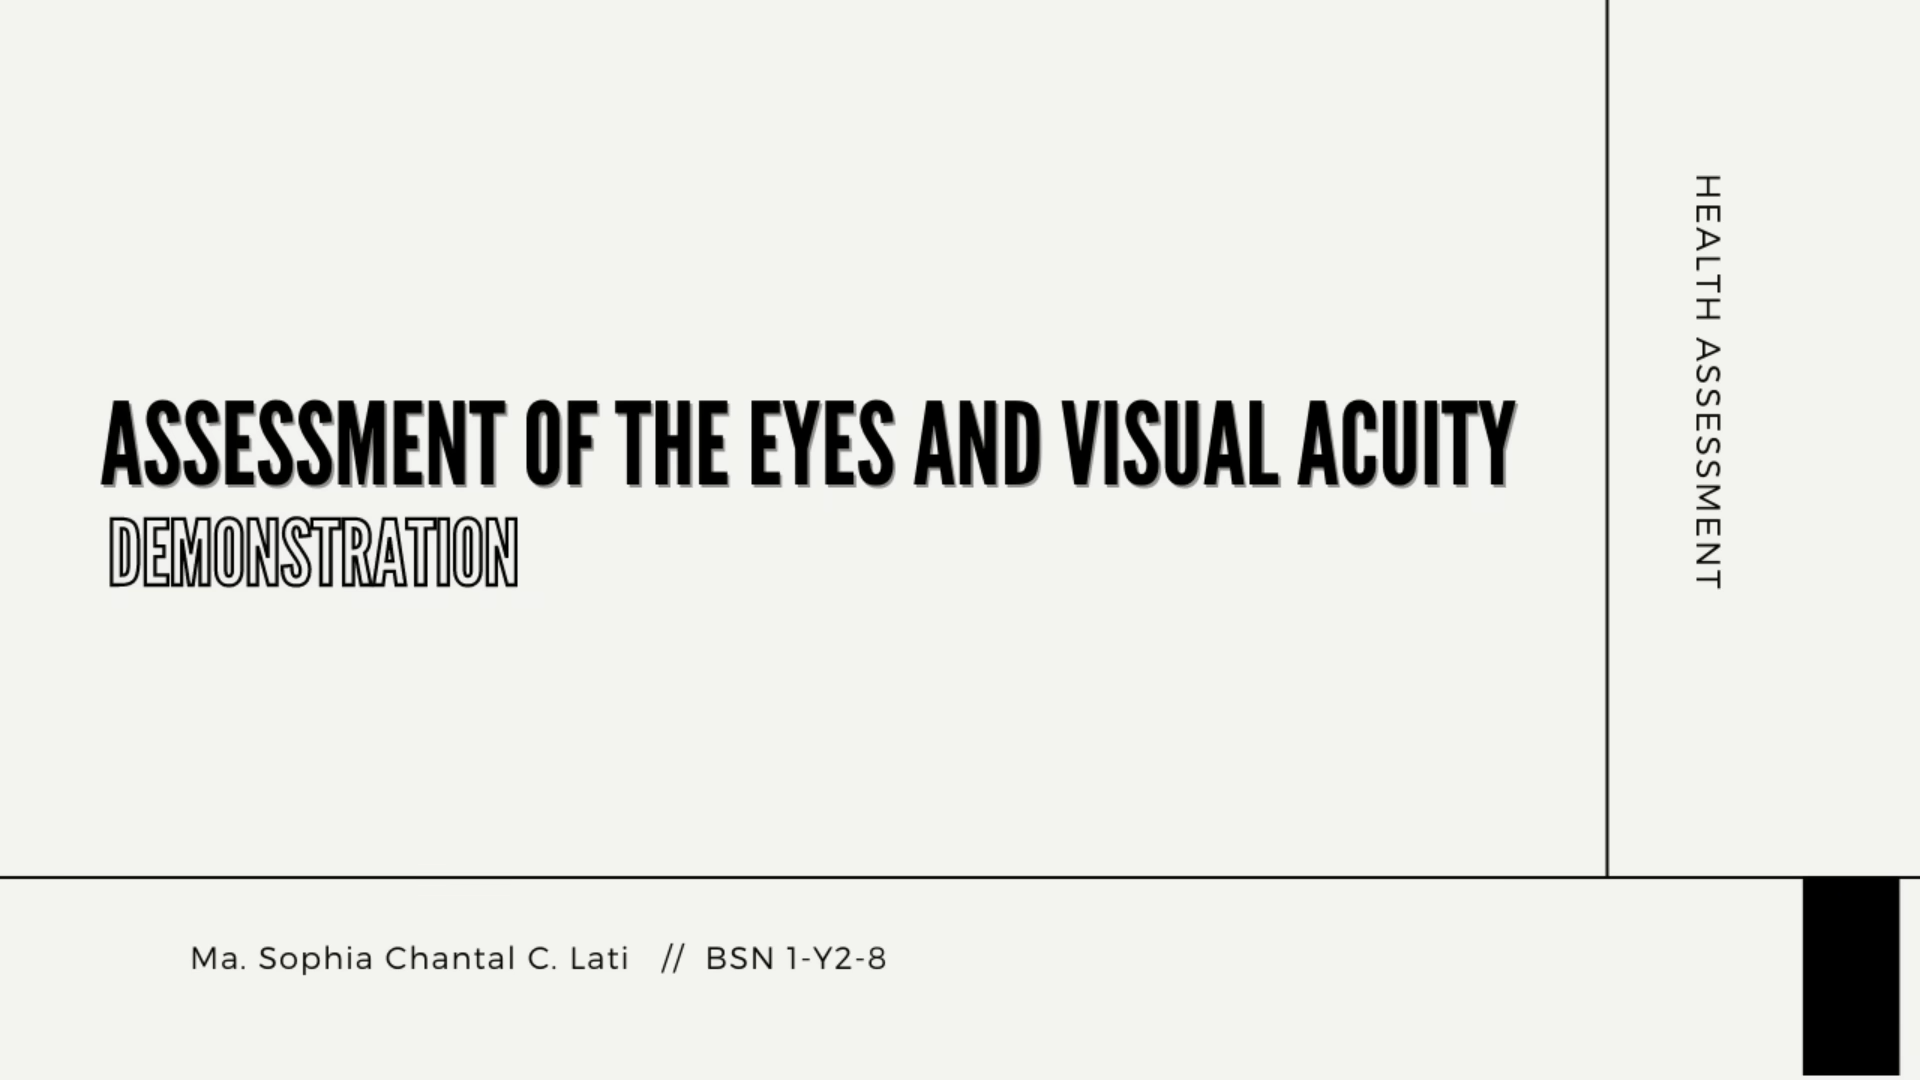 ASSESSMENT OF THE EYES AND VISUAL ACUITY
DEMONSTRATION
HEALTH ASSESSMENT
Ma. Sophia Chantal C. Lati // BSN 1-Y2-8